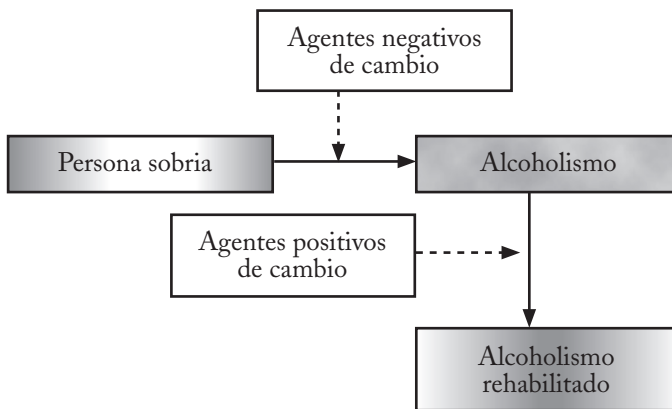 Agentes negativos
de cambio
Persona sobria
Alcoholismo
Agentes positivos
de cambio
Alcoholismo
rehabilitado